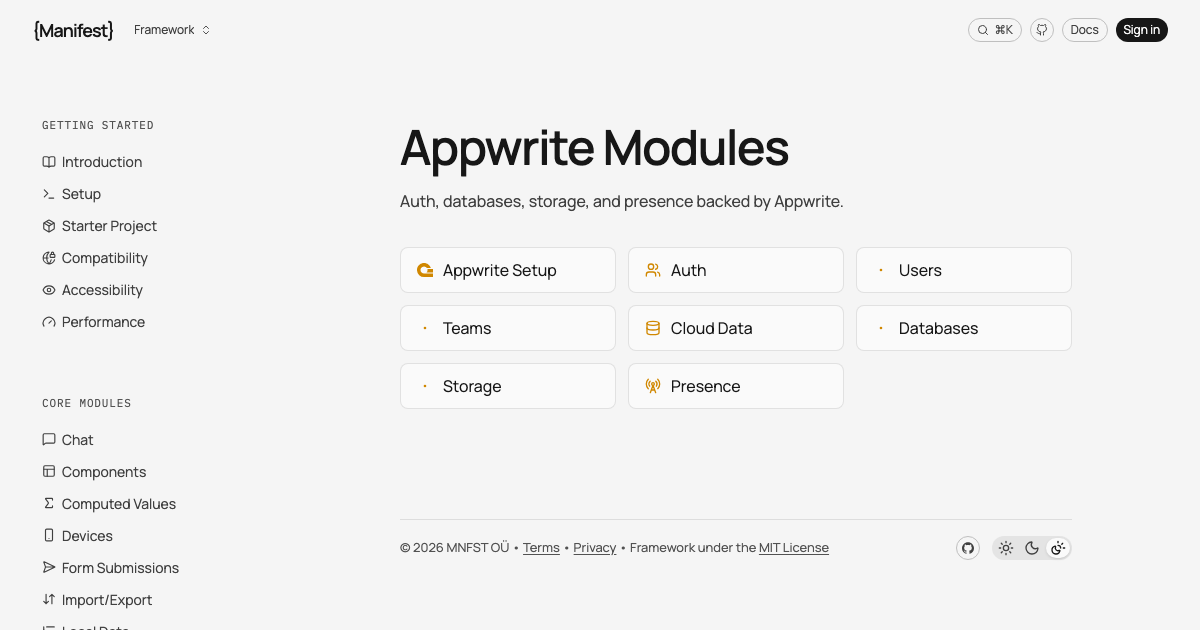 {Manifest}
Framework
⌘K
Docs
Sign in
GETTING STARTED
Introduction
Setup
Starter Project
Compatibility
Accessibility
Performance
CORE MODULES
Chat
Components
Computed Values
Devices
Form Submissions
Import/Export
Local Data
Appwrite Modules
Auth, databases, storage, and presence backed by Appwrite.
Appwrite Setup
Auth
Users
Teams
Cloud Data
Databases
Storage
Presence
© 2026 MNFST OÜ • Terms • Privacy • Framework under the MIT License